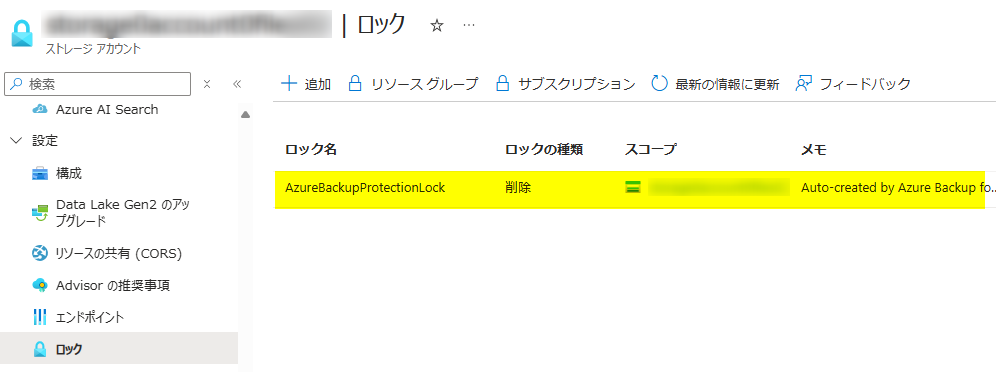 | ロック
ストレージ アカウント
検索
Azure AI Search
設定
構成
Data Lake Gen2 のアッ
プグレード
リソースの共有 (CORS)
Advisor の推奨事項
エンドポイント
ロック
追加 リソース グループ サブスクリプション 最新の情報に更新 フィードバック
ロック名 ロックの種類 スコープ メモ
AzureBackupProtectionLock 削除 Auto-created by Azure Backup fo...